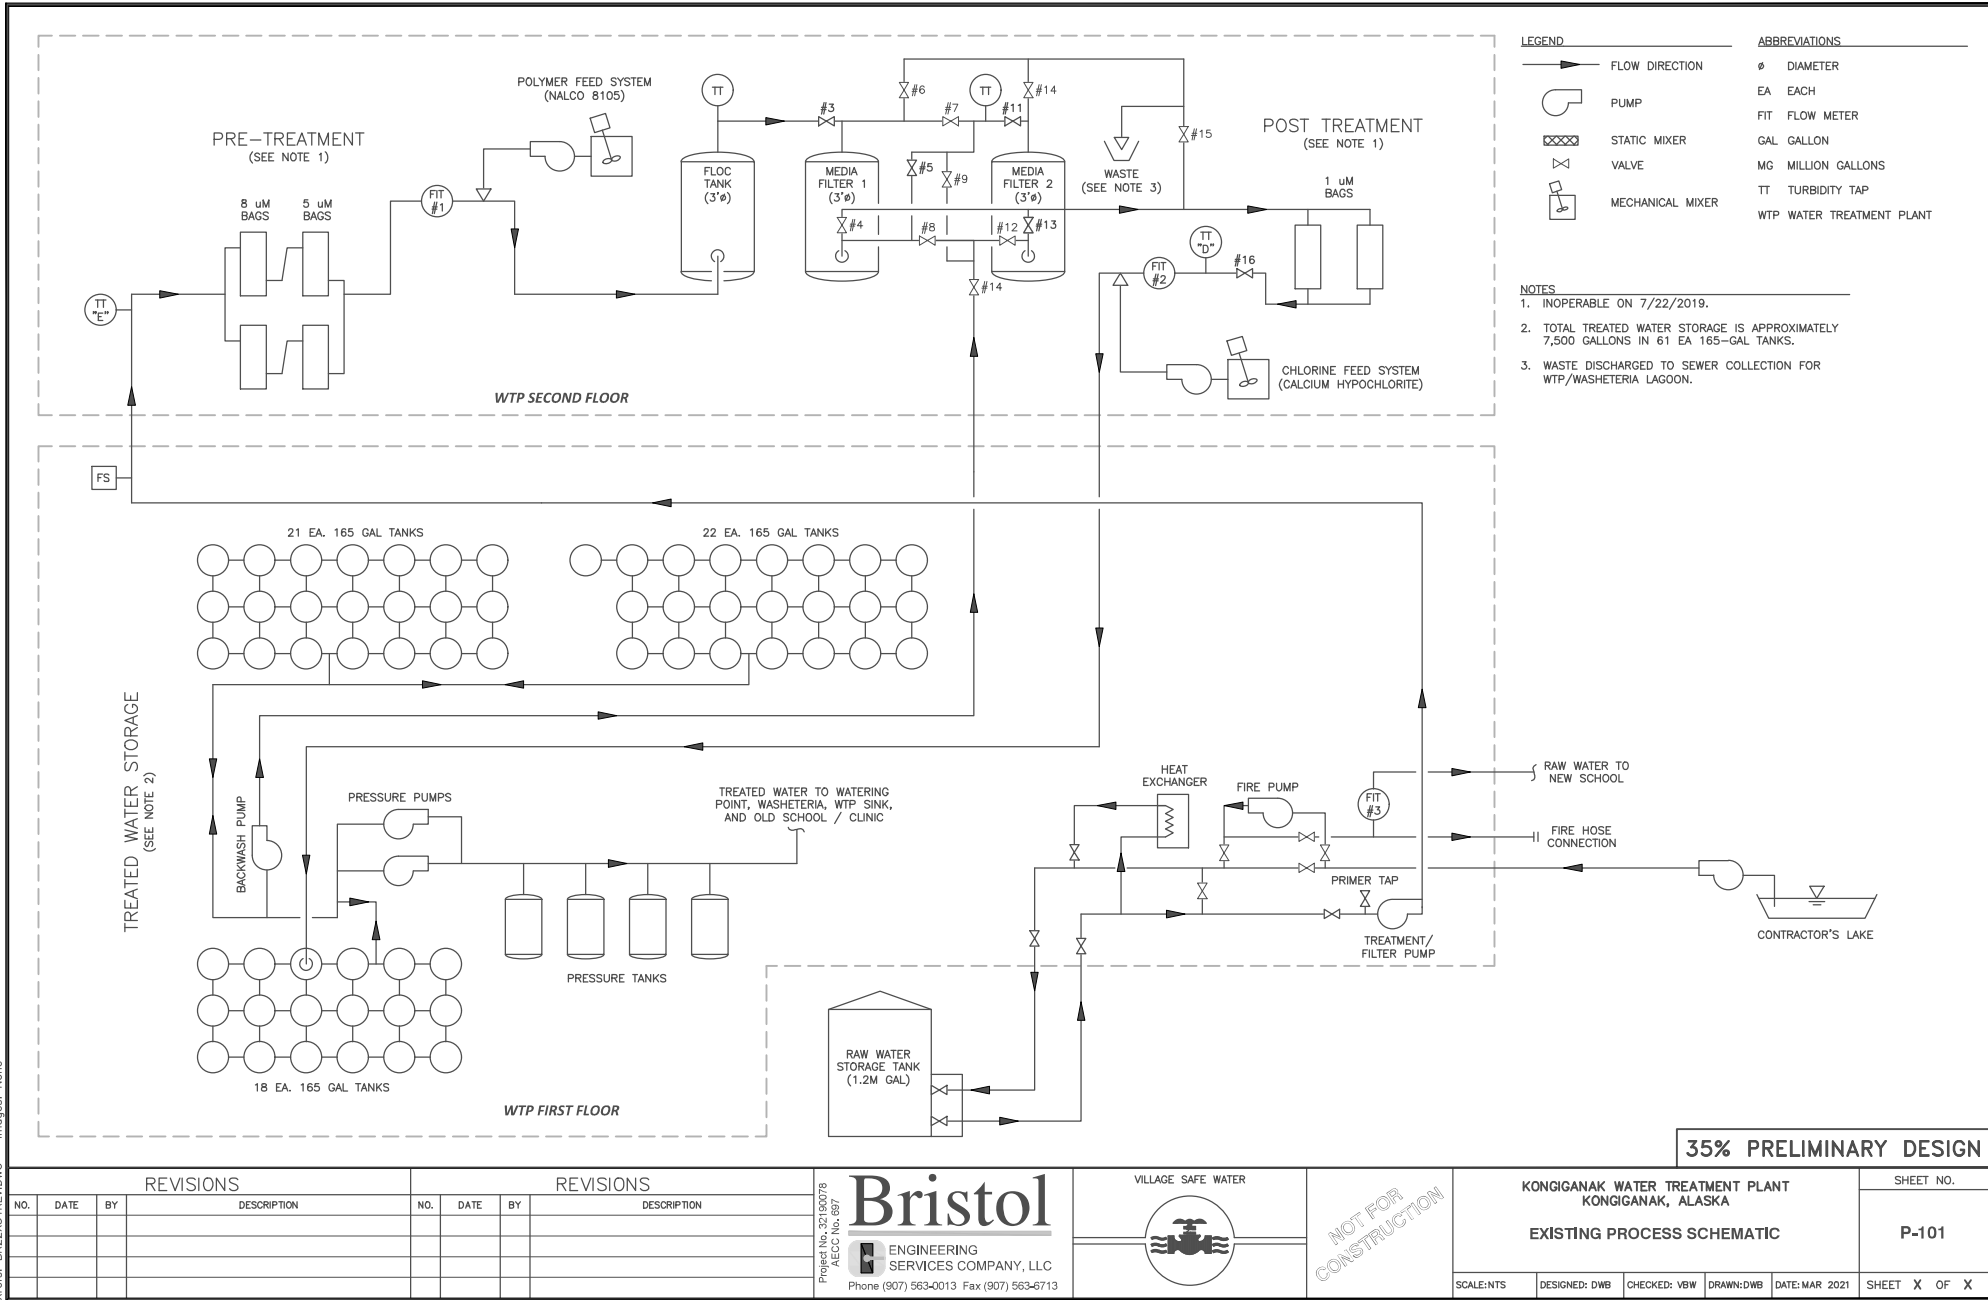 LEGEND
FLOW DIRECTION
PUMP
STATIC MIXER
VALVE
MECHANICAL MIXER
ABBREVIATIONS
ø DIAMETER
EA EACH
FIT FLOW METER
GAL GALLON
MG MILLION GALLONS
TT TURBIDITY TAP
WTP WATER TREATMENT PLANT
NOTES
1. INOPERABLE ON 7/22/2019.
2. TOTAL TREATED WATER STORAGE IS APPROXIMATELY
7,500 GALLONS IN 61 EA 165-GAL TANKS.
3. WASTE DISCHARGED TO SEWER COLLECTION FOR
WTP/WASHETERIA LAGOON.
PRE-TREATMENT
(SEE NOTE 1)
8 uM
BAGS
5 uM
BAGS
TT
"E"
FIT
#1
POLYMER FEED SYSTEM
(NALCO 8105)
TT
FLOC
TANK
(3'ø)
#3
MEDIA
FILTER 1
(3'ø)
#4
#6
#7
#5
#9
#8
TT
#11
#14
MEDIA
FILTER 2
(3'ø)
#12
#13
#14
WASTE
(SEE NOTE 3)
#15
POST TREATMENT
(SEE NOTE 1)
1 uM
BAGS
TT
"D"
#16
FIT
#2
CHLORINE FEED SYSTEM
(CALCIUM HYPOCHLORITE)
WTP SECOND FLOOR
FS
21 EA. 165 GAL TANKS
22 EA. 165 GAL TANKS
TREATED WATER STORAGE
(SEE NOTE 2)
BACKWASH PUMP
PRESSURE PUMPS
TREATED WATER TO WATERING
POINT, WASHETERIA, WTP SINK,
AND OLD SCHOOL / CLINIC
PRESSURE TANKS
18 EA. 165 GAL TANKS
WTP FIRST FLOOR
HEAT
EXCHANGER
FIRE PUMP
FIT
#3
RAW WATER TO
NEW SCHOOL
FIRE HOSE
CONNECTION
PRIMER TAP
TREATMENT/
FILTER PUMP
CONTRACTOR'S LAKE
RAW WATER
STORAGE TANK
(1.2M GAL)
35% PRELIMINARY DESIGN
REVISIONS
NO. DATE BY DESCRIPTION
REVISIONS
NO. DATE BY DESCRIPTION
Project No. 32190078
AECC No. 697
Bristol
ENGINEERING
SERVICES COMPANY, LLC
Phone (907) 563-0013 Fax (907) 563-6713
VILLAGE SAFE WATER
NOT FOR
CONSTRUCTION
KONGIGANAK WATER TREATMENT PLANT
KONGIGANAK, ALASKA
EXISTING PROCESS SCHEMATIC
SHEET NO.
P-101
SCALE:NTS DESIGNED: DWB CHECKED: VBW DRAWN:DWB DATE: MAR 2021 SHEET X OF X